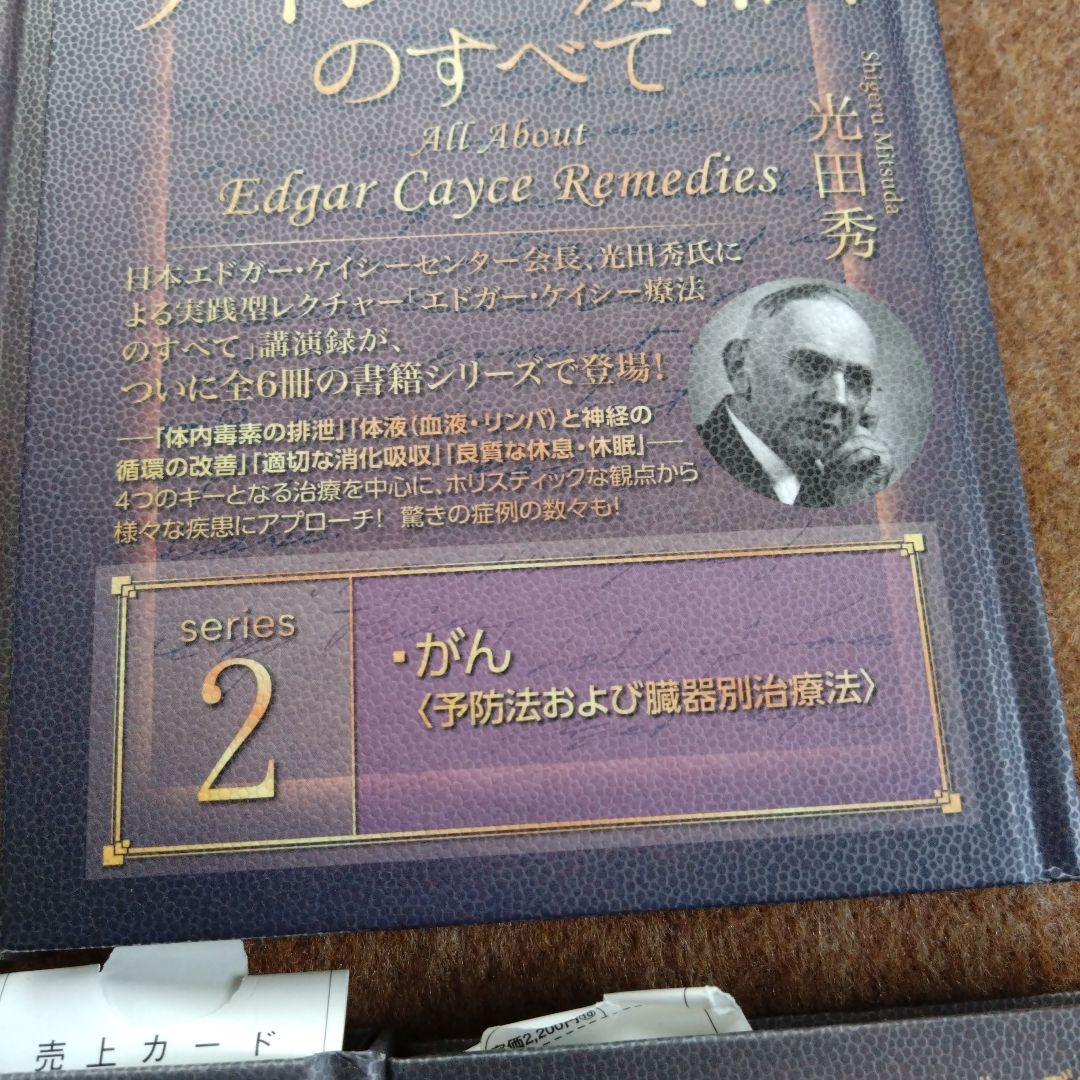 のすべて
All About
Edgar Cayce Remedies
Shigeru Mitsuda
光田秀
日本エドガー・ケイシーセンター会長、光田秀氏に
よる実践型レクチャー「エドガー・ケイシー療法
のすべて」講演録が、
ついに全6冊の書籍シリーズで登場!
──「体内毒素の排泄」「体液(血液・リンパ)と神経の
循環の改善」「適切な消化吸収」「良質な休息・休眠」──
4つのキーとなる治療を中心に、ホリスティックな観点から
様々な疾患にアプローチ! 驚きの症例の数々も!
series
2
・がん
〈予防法および臓器別治療法〉
売上カード
価2,200円